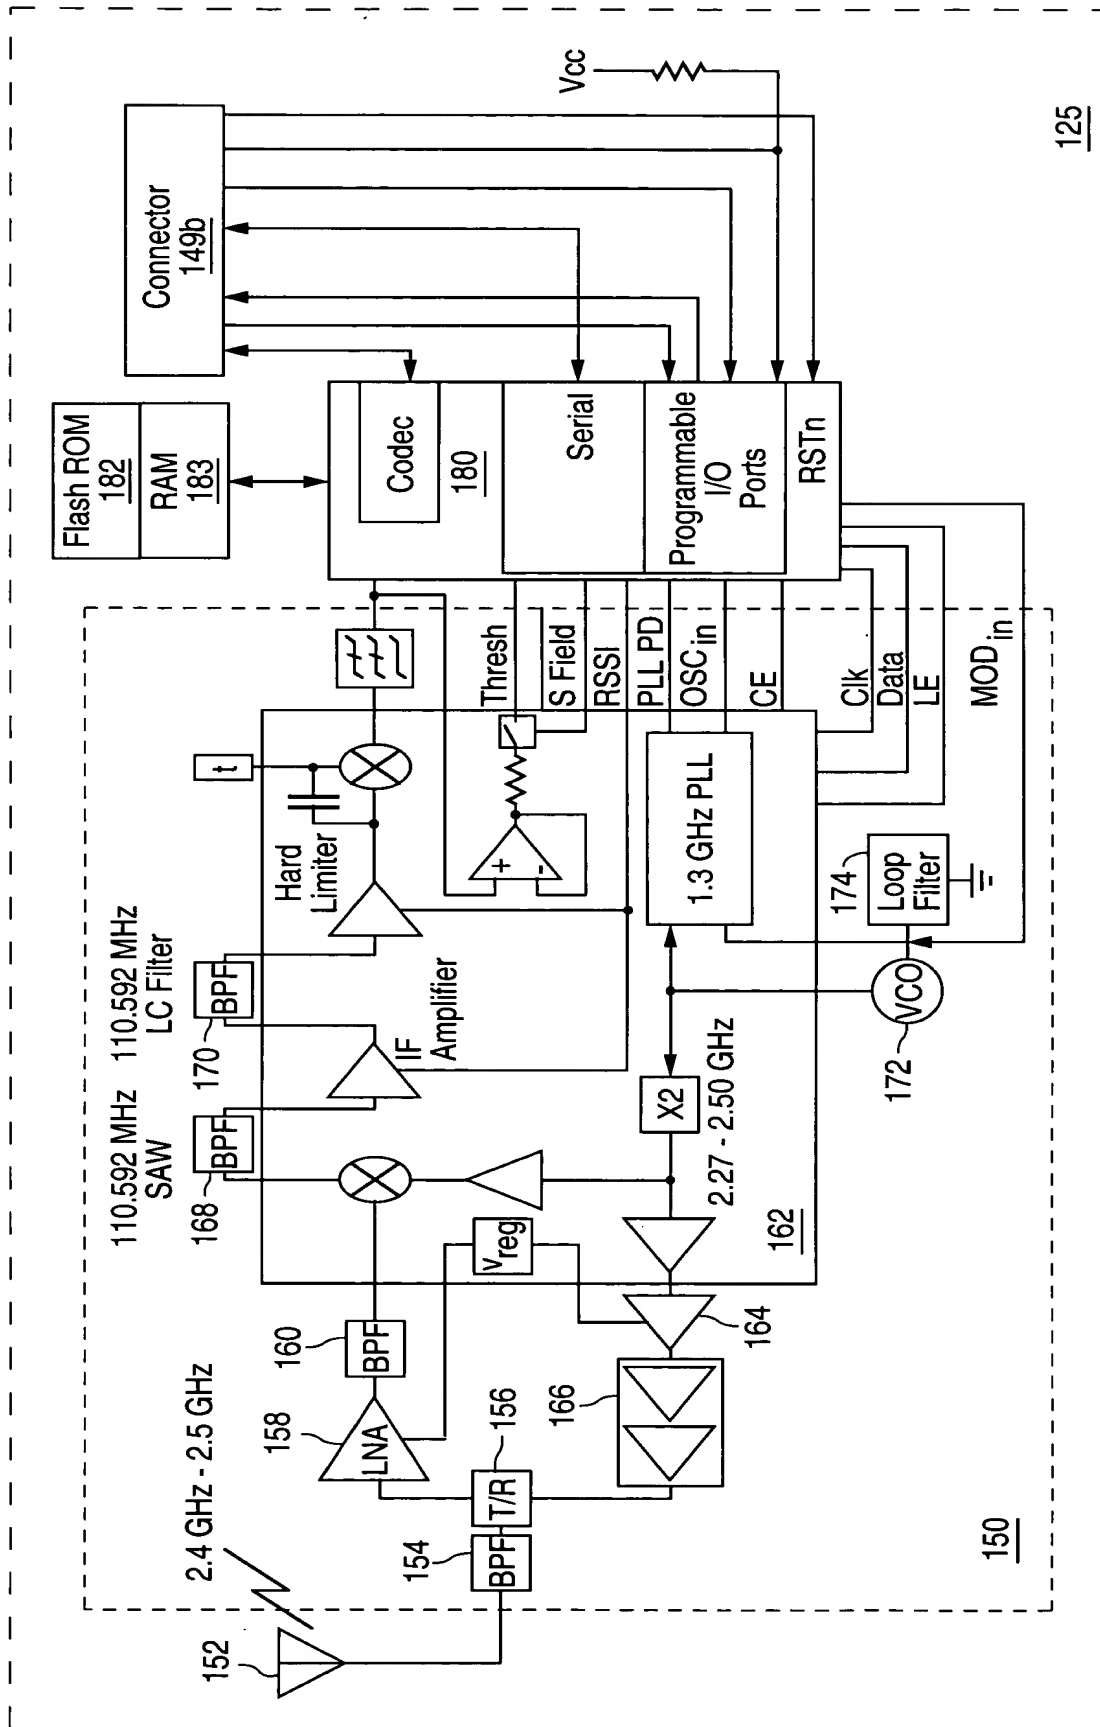 2.4 GHz - 2.5 GHz
152
BPF
154
T/R
156
LNA
158
BPF
160
110.592 MHz
SAW
BPF
168
110.592 MHz
LC Filter
BPF
170
IF
Amplifier
Hard
Limiter
t
+
-
Vreg
X2
2.27 - 2.50 GHz
1.3 GHz PLL
162
164
166
VCO
172
Loop
Filter
174
Thresh
S Field
RSSI
PLL PD
OSCin
CE
Clk
Data
LE
MODin
150
Flash ROM
182
RAM
183
Codec
180
Serial
Programmable
I/O
Ports
RSTn
Connector
149b
Vcc
125